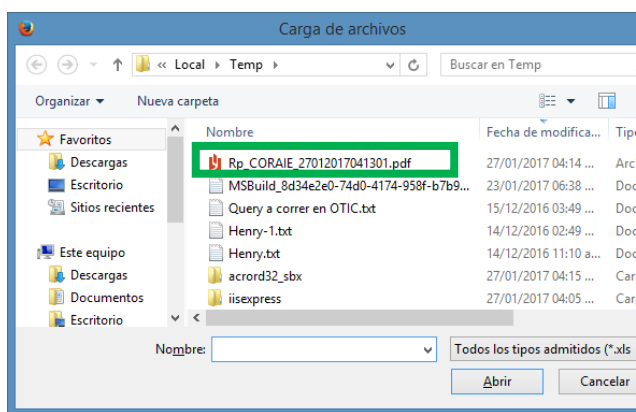 Carga de archivos
« Local Temp Buscar en Temp
Organizar Nueva carpeta
Nombre Fecha de modifica... Tipo
Favoritos
Descargas Rp_CORAIE_27012017041301.pdf 27/01/2017 04:14 ... Arc
Escritorio MSBuild_8d34e2e0-74d0-4174-958f-b7b9... 23/01/2017 06:38 ... Doc
Sitios recientes Query a correr en OTIC.txt 15/12/2016 03:49 ... Doc
Henry-1.txt 14/12/2016 02:49 ... Doc
Este equipo Henry.txt 14/12/2016 11:10 a... Doc
Descargas acrord32_sbx 27/01/2017 04:15 ... Car
Documentos iisexpress 27/01/2017 04:05 ... Car
Escritorio
Nombre: Todos los tipos admitidos (*.xls
Abrir Cancelar